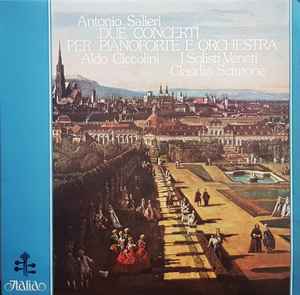 Antonio Salieri
DUE CONCERTI
PER PIANOFORTE E ORCHESTRA
Aldo Ciccolini I Solisti Veneti
Claudio Scimone
Italia